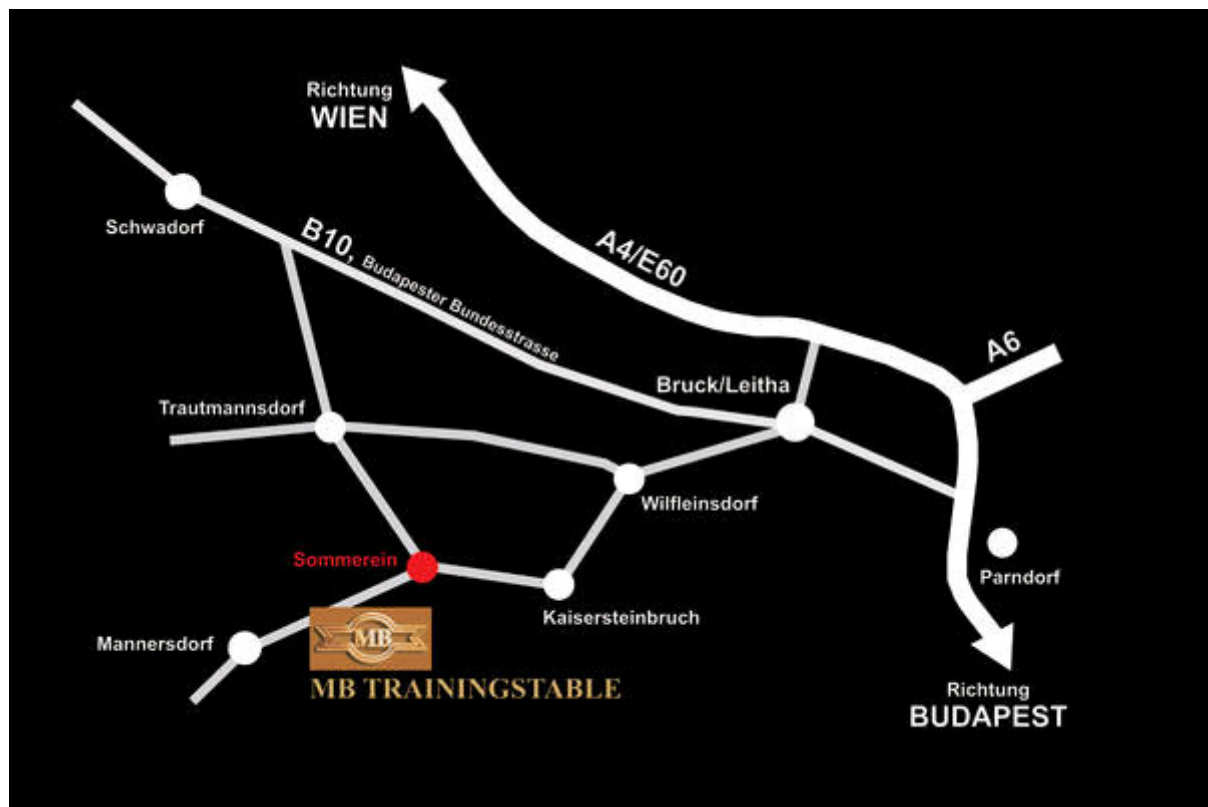 Richtung
WIEN
Schwadorf
B10, Budapester Bundesstrasse
A4/E60
A6
Bruck/Leitha
Trautmannsdorf
Wilfleinsdorf
Sommerein
Parndorf
Kaisersteinbruch
Mannersdorf
MB
MB TRAININGSTABLE
Richtung
BUDAPEST